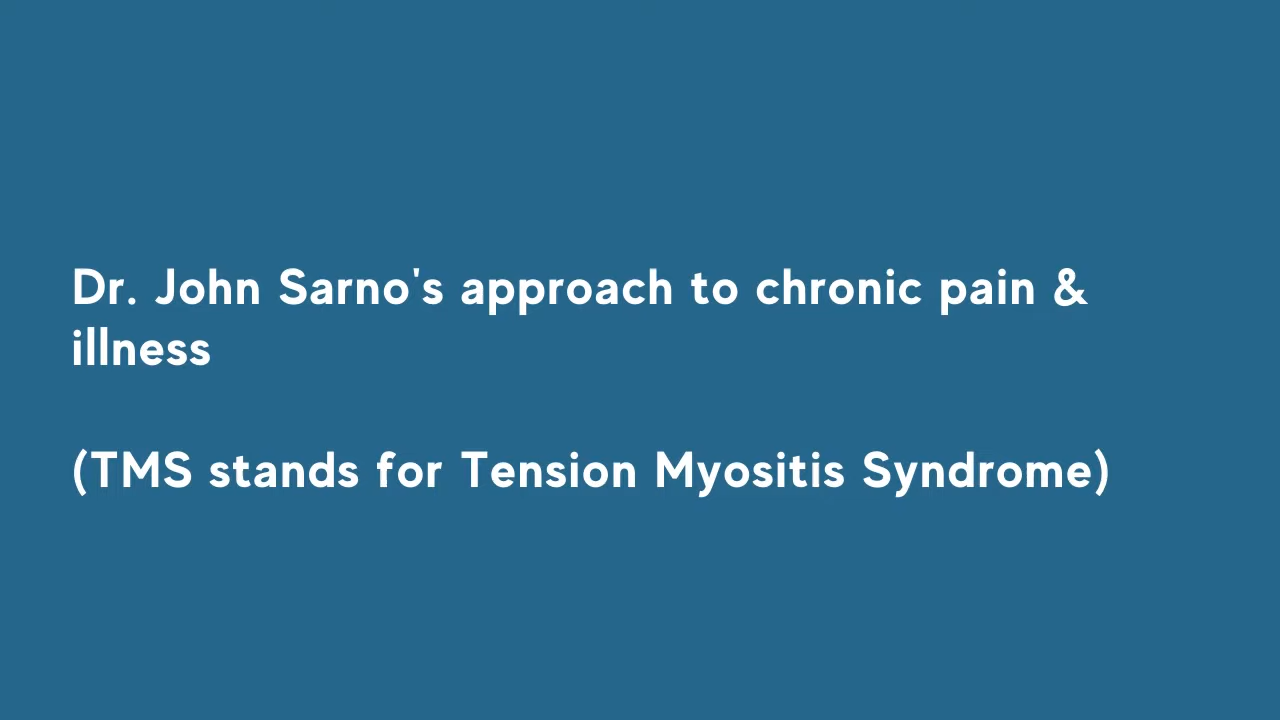 Dr. John Sarno's approach to chronic pain &
illness
(TMS stands for Tension Myositis Syndrome)